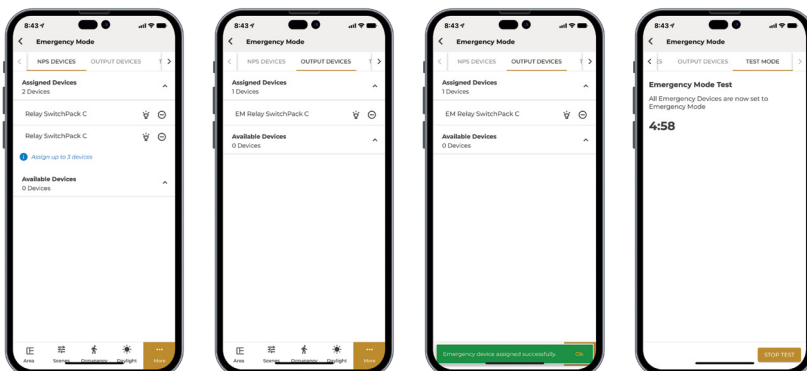 8:43
Emergency Mode
NPS DEVICES OUTPUT DEVICES T
Assigned Devices
2 Devices
Relay SwitchPack C
Relay SwitchPack C
Assign up to 3 devices
Available Devices
0 Devices
Area Scenes Occupancy Daylight More
8:43
Emergency Mode
NPS DEVICES OUTPUT DEVICES T
Assigned Devices
1 Devices
EM Relay SwitchPack C
Available Devices
0 Devices
Area Scenes Occupancy Daylight More
8:43
Emergency Mode
NPS DEVICES OUTPUT DEVICES T
Assigned Devices
1 Devices
EM Relay SwitchPack C
Available Devices
0 Devices
Emergency device assigned successfully. Ok
8:43
Emergency Mode
ES OUTPUT DEVICES TEST MODE
Emergency Mode Test
All Emergency Devices are now set to
Emergency Mode
4:58
STOP TEST